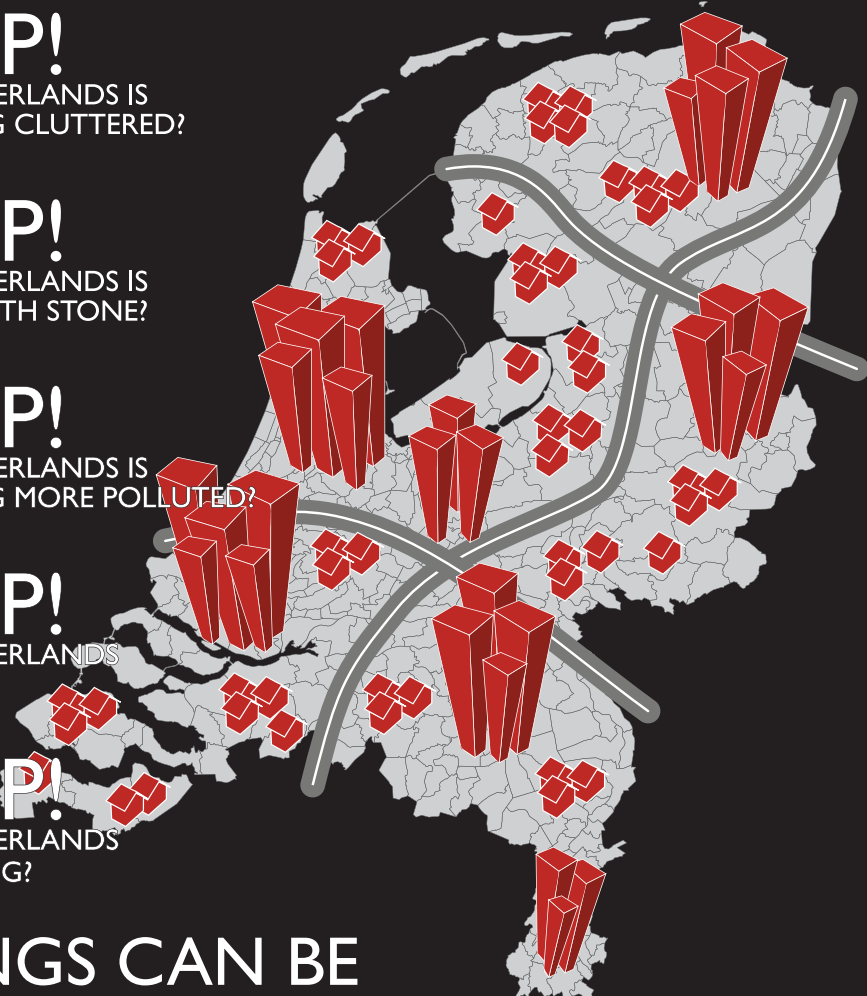 P!
ERLANDS IS
G CLUTTERED?
P!
ERLANDS IS
TH STONE?
P!
ERLANDS IS
G MORE POLLUTED?
P!
ERLANDS
P!
ERLANDS
G?
NGS CAN BE